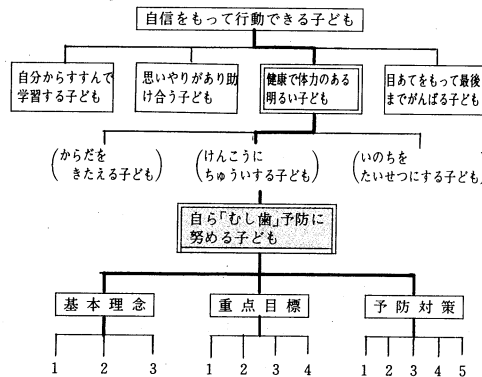 自信をもって行動できる子ども
自分からすすんで
学習する子ども
思いやりがあり助
け合う子ども
健康で体力のある
明るい子ども
目あてをもって最後
までがんばる子ども
(からだを
きたえる子ども)
(けんこうに
ちゅういする子ども)
(いのちを
たいせつにする子ども)
自ら「むし歯」予防に
努める子ども
基本理念
重点目標
予防対策
1 2 3
1 2 3 4
1 2 3 4 5